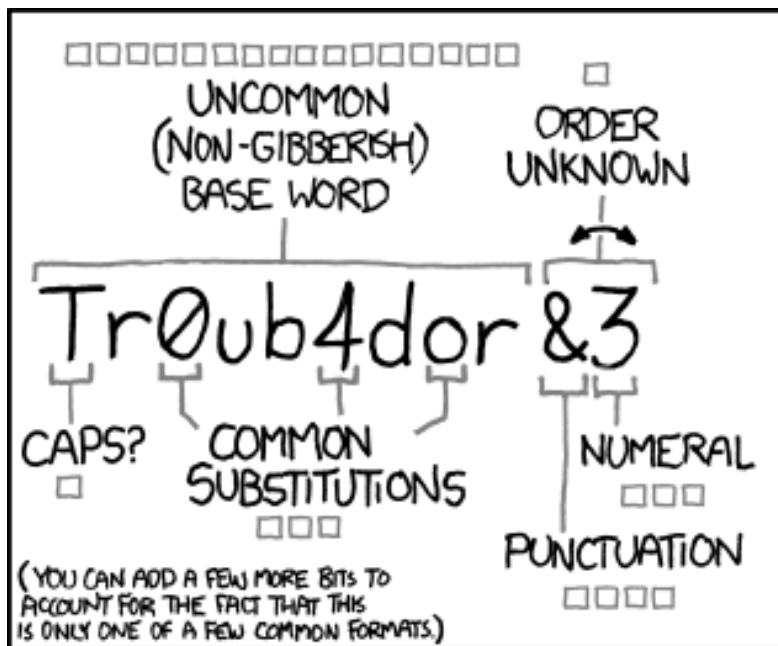 UNCOMMON
(NON-GIBBERISH)
BASE WORD
ORDER
UNKNOWN
Tr0ub4dor &3
CAPS?
COMMON
SUBSTITUTIONS
NUMERAL
PUNCTUATION
(YOU CAN ADD A FEW MORE BITS TO
ACCOUNT FOR THE FACT THAT THIS
IS ONLY ONE OF A FEW COMMON FORMATS.)